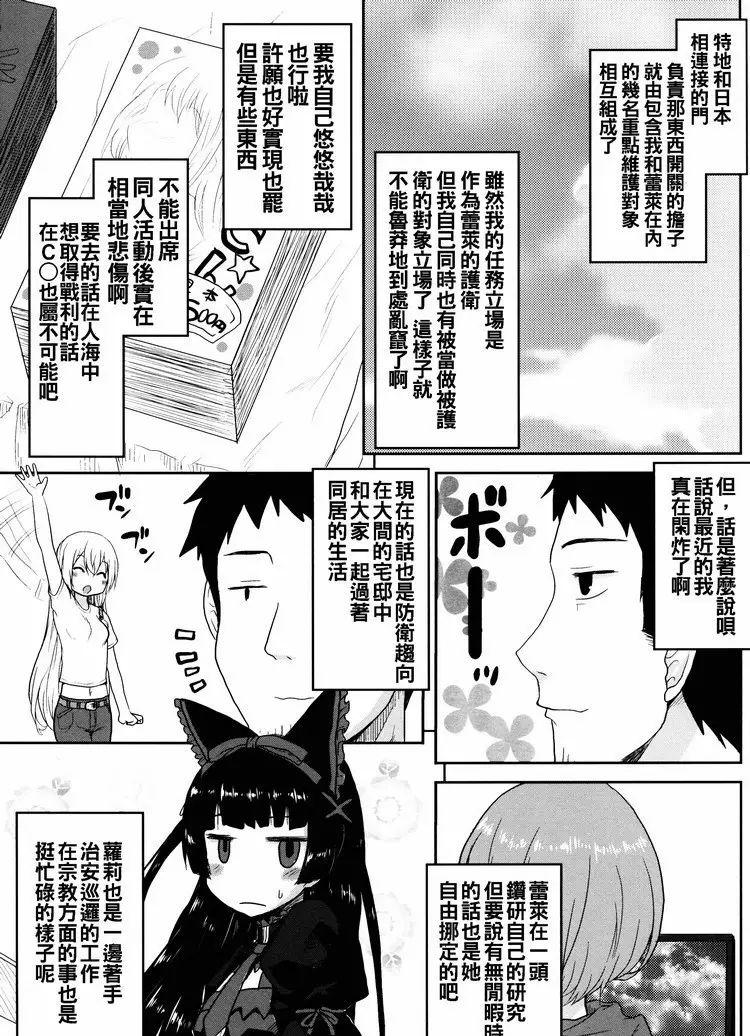 特地和日本
相連接的門
負責那東西開關的擔子
就由包含我和蕾萊在內
的幾名重點維護對象
相互組成了
雖然我的任務立場是
作為蕾萊的護衛
但我自己同時也有被當做被護
衛的對象立場了 這樣子就
不能魯莽地到處亂竄了啊
要我自己悠悠哉哉
也行啦
許願也好實現也罷
但是有些東西
不能出席
同人活動後實在
相當地悲傷啊
要去的話在人海中
想取得戰利的話
在C〇也屬不可能吧
本
500円
但，話是著麼說唄
話說最近的我
真在閑炸了啊
ボーッ
現在的話也是防衛趨向
在大間的宅邸中
和大家一起過著
同居的生活
ブン
ブン
蕾萊在一頭
鑽研自己的研究
但要說有無閒暇時
的話也是她
自由挪定的吧
蘿莉也是一邊著手
治安巡邏的工作
在宗教方面的事也是
挺忙碌的樣子呢